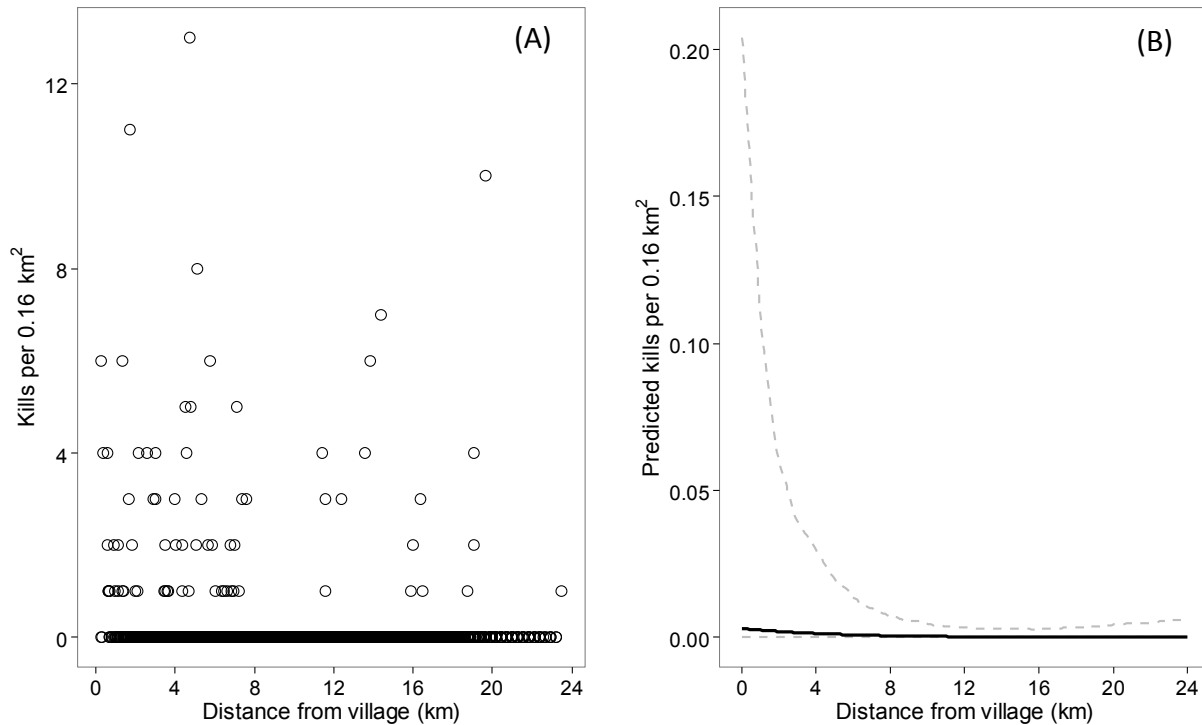 (A)
Kills per 0.16 km²
12
8
4
0
0 4 8 12 16 20 24
Distance from village (km)
(B)
Predicted kills per 0.16 km²
0.20
0.15
0.10
0.05
0.00
0 4 8 12 16 20 24
Distance from village (km)